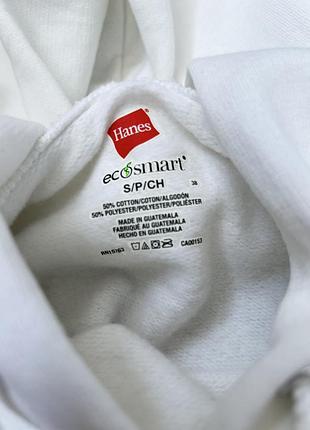 Hanes
ecosmart
S/P/CH
38
50% COTTON/COTON/ALGODÓN
50% POLYESTER/POLYESTER/POLIÉSTER
MADE IN GUATEMALA
FABRIQUÉ AU GUATEMALA
HECHO EN GUATEMALA
RN15763 CA00157